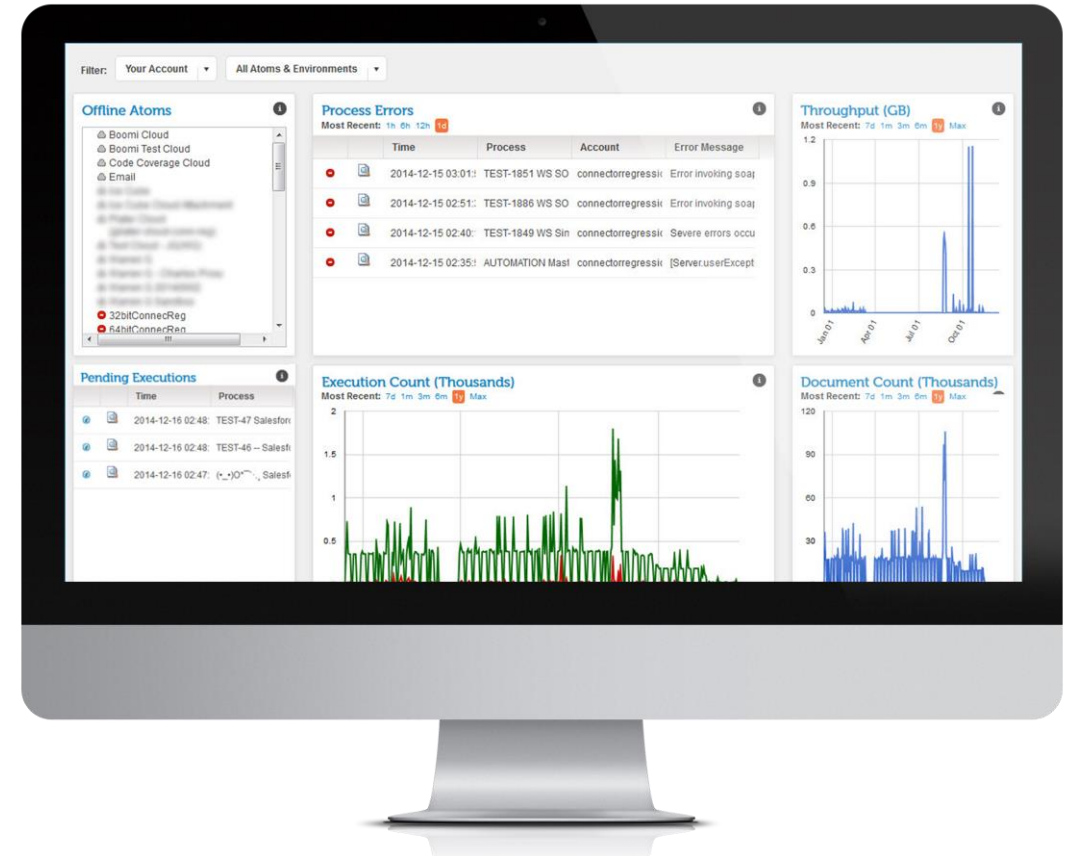 Filter: Your Account All Atoms & Environments
Offline Atoms
Boomi Cloud
Boomi Test Cloud
Code Coverage Cloud
Email
32bitConnecReg
64bitConnecReg
Process Errors
Most Recent: 1h 6h 12h 1d
Time Process Account Error Message
2014-12-15 03:01: TEST-1851 WS SO connectorregressic Error invoking soap
2014-12-15 02:51: TEST-1886 WS SO connectorregressic Error invoking soap
2014-12-15 02:40: TEST-1849 WS Sin connectorregressic Severe errors occu
2014-12-15 02:35: AUTOMATION Mast connectorregressic [Server.userExcept
Throughput (GB)
Most Recent: 7d 1m 3m 6m 1y Max
1.2
0.9
0.6
0.3
0
Jan 01 Apr 01 Jul 01 Oct 01
Pending Executions
Time Process
2014-12-16 02:48: TEST-47 Salesforc
2014-12-16 02:48: TEST-46 -- Salesf
2014-12-16 02:47: Salesf
Execution Count (Thousands)
Most Recent: 7d 1m 3m 6m 1y Max
2
1.5
1
0.5
Document Count (Thousands)
Most Recent: 7d 1m 3m 6m 1y Max
120
90
60
30